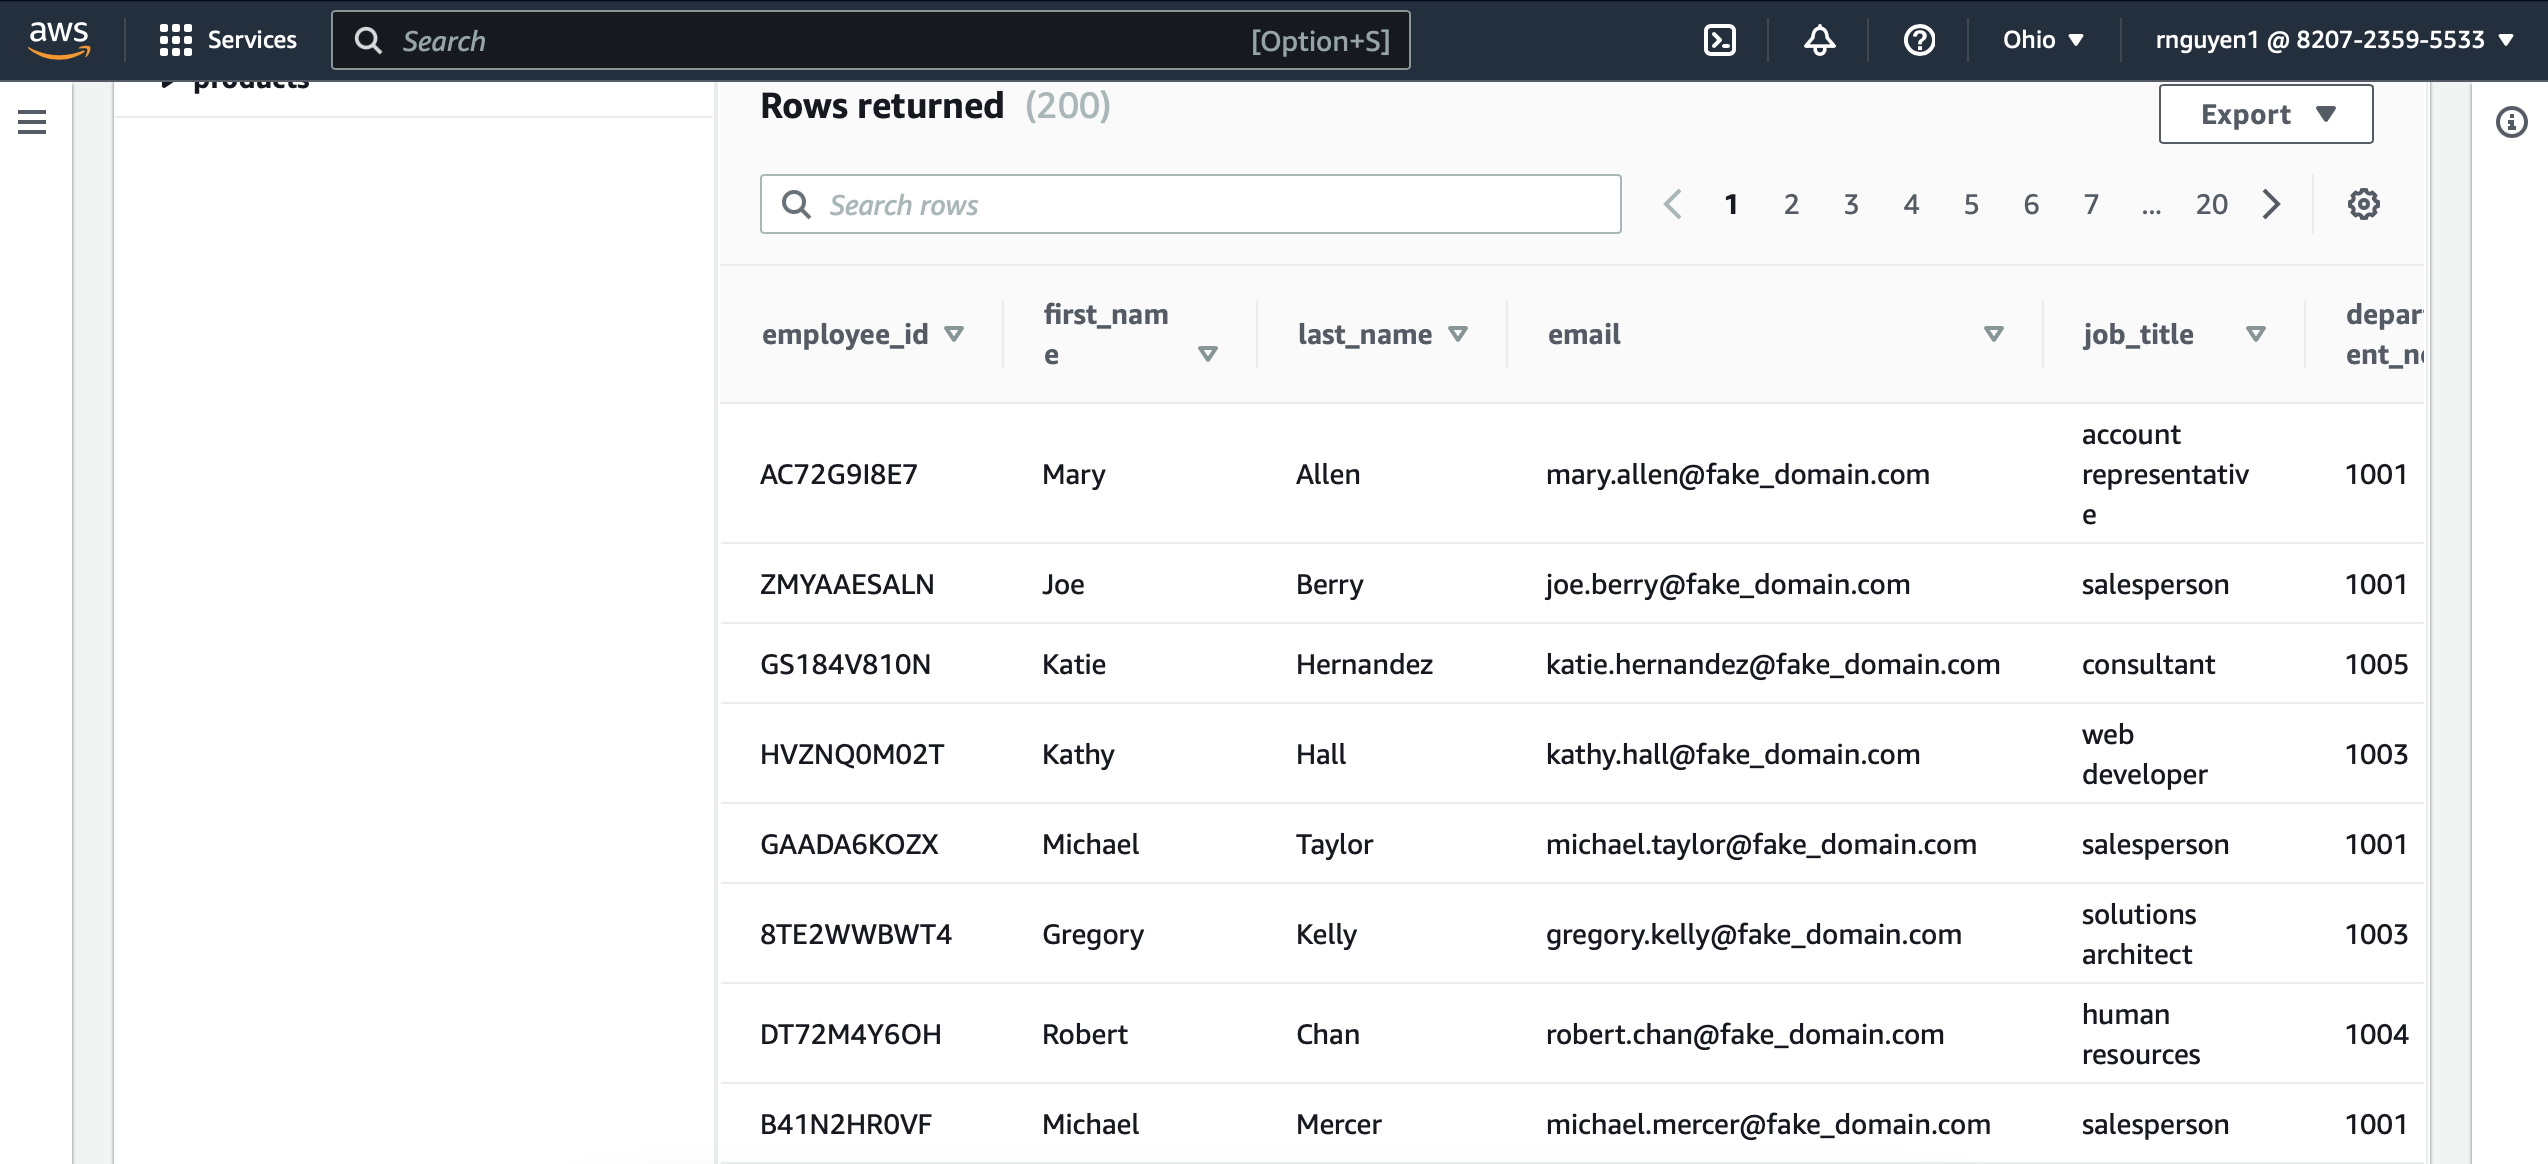 aws Services Search [Option+S] Ohio rnguyen1 @ 8207-2359-5533
products
Rows returned (200) Export
Search rows 1 2 3 4 5 6 7 ... 20
employee_id first_nam
e last_name email job_title depart
ent_n
AC72G9I8E7 Mary Allen mary.allen@fake_domain.com account
representativ
e 1001
ZMYAAESALN Joe Berry joe.berry@fake_domain.com salesperson 1001
GS184V810N Katie Hernandez katie.hernandez@fake_domain.com consultant 1005
HVZNQ0M02T Kathy Hall kathy.hall@fake_domain.com web
developer 1003
GAADA6KOZX Michael Taylor michael.taylor@fake_domain.com salesperson 1001
8TE2WWBWT4 Gregory Kelly gregory.kelly@fake_domain.com solutions
architect 1003
DT72M4Y6OH Robert Chan robert.chan@fake_domain.com human
resources 1004
B41N2HR0VF Michael Mercer michael.mercer@fake_domain.com salesperson 1001